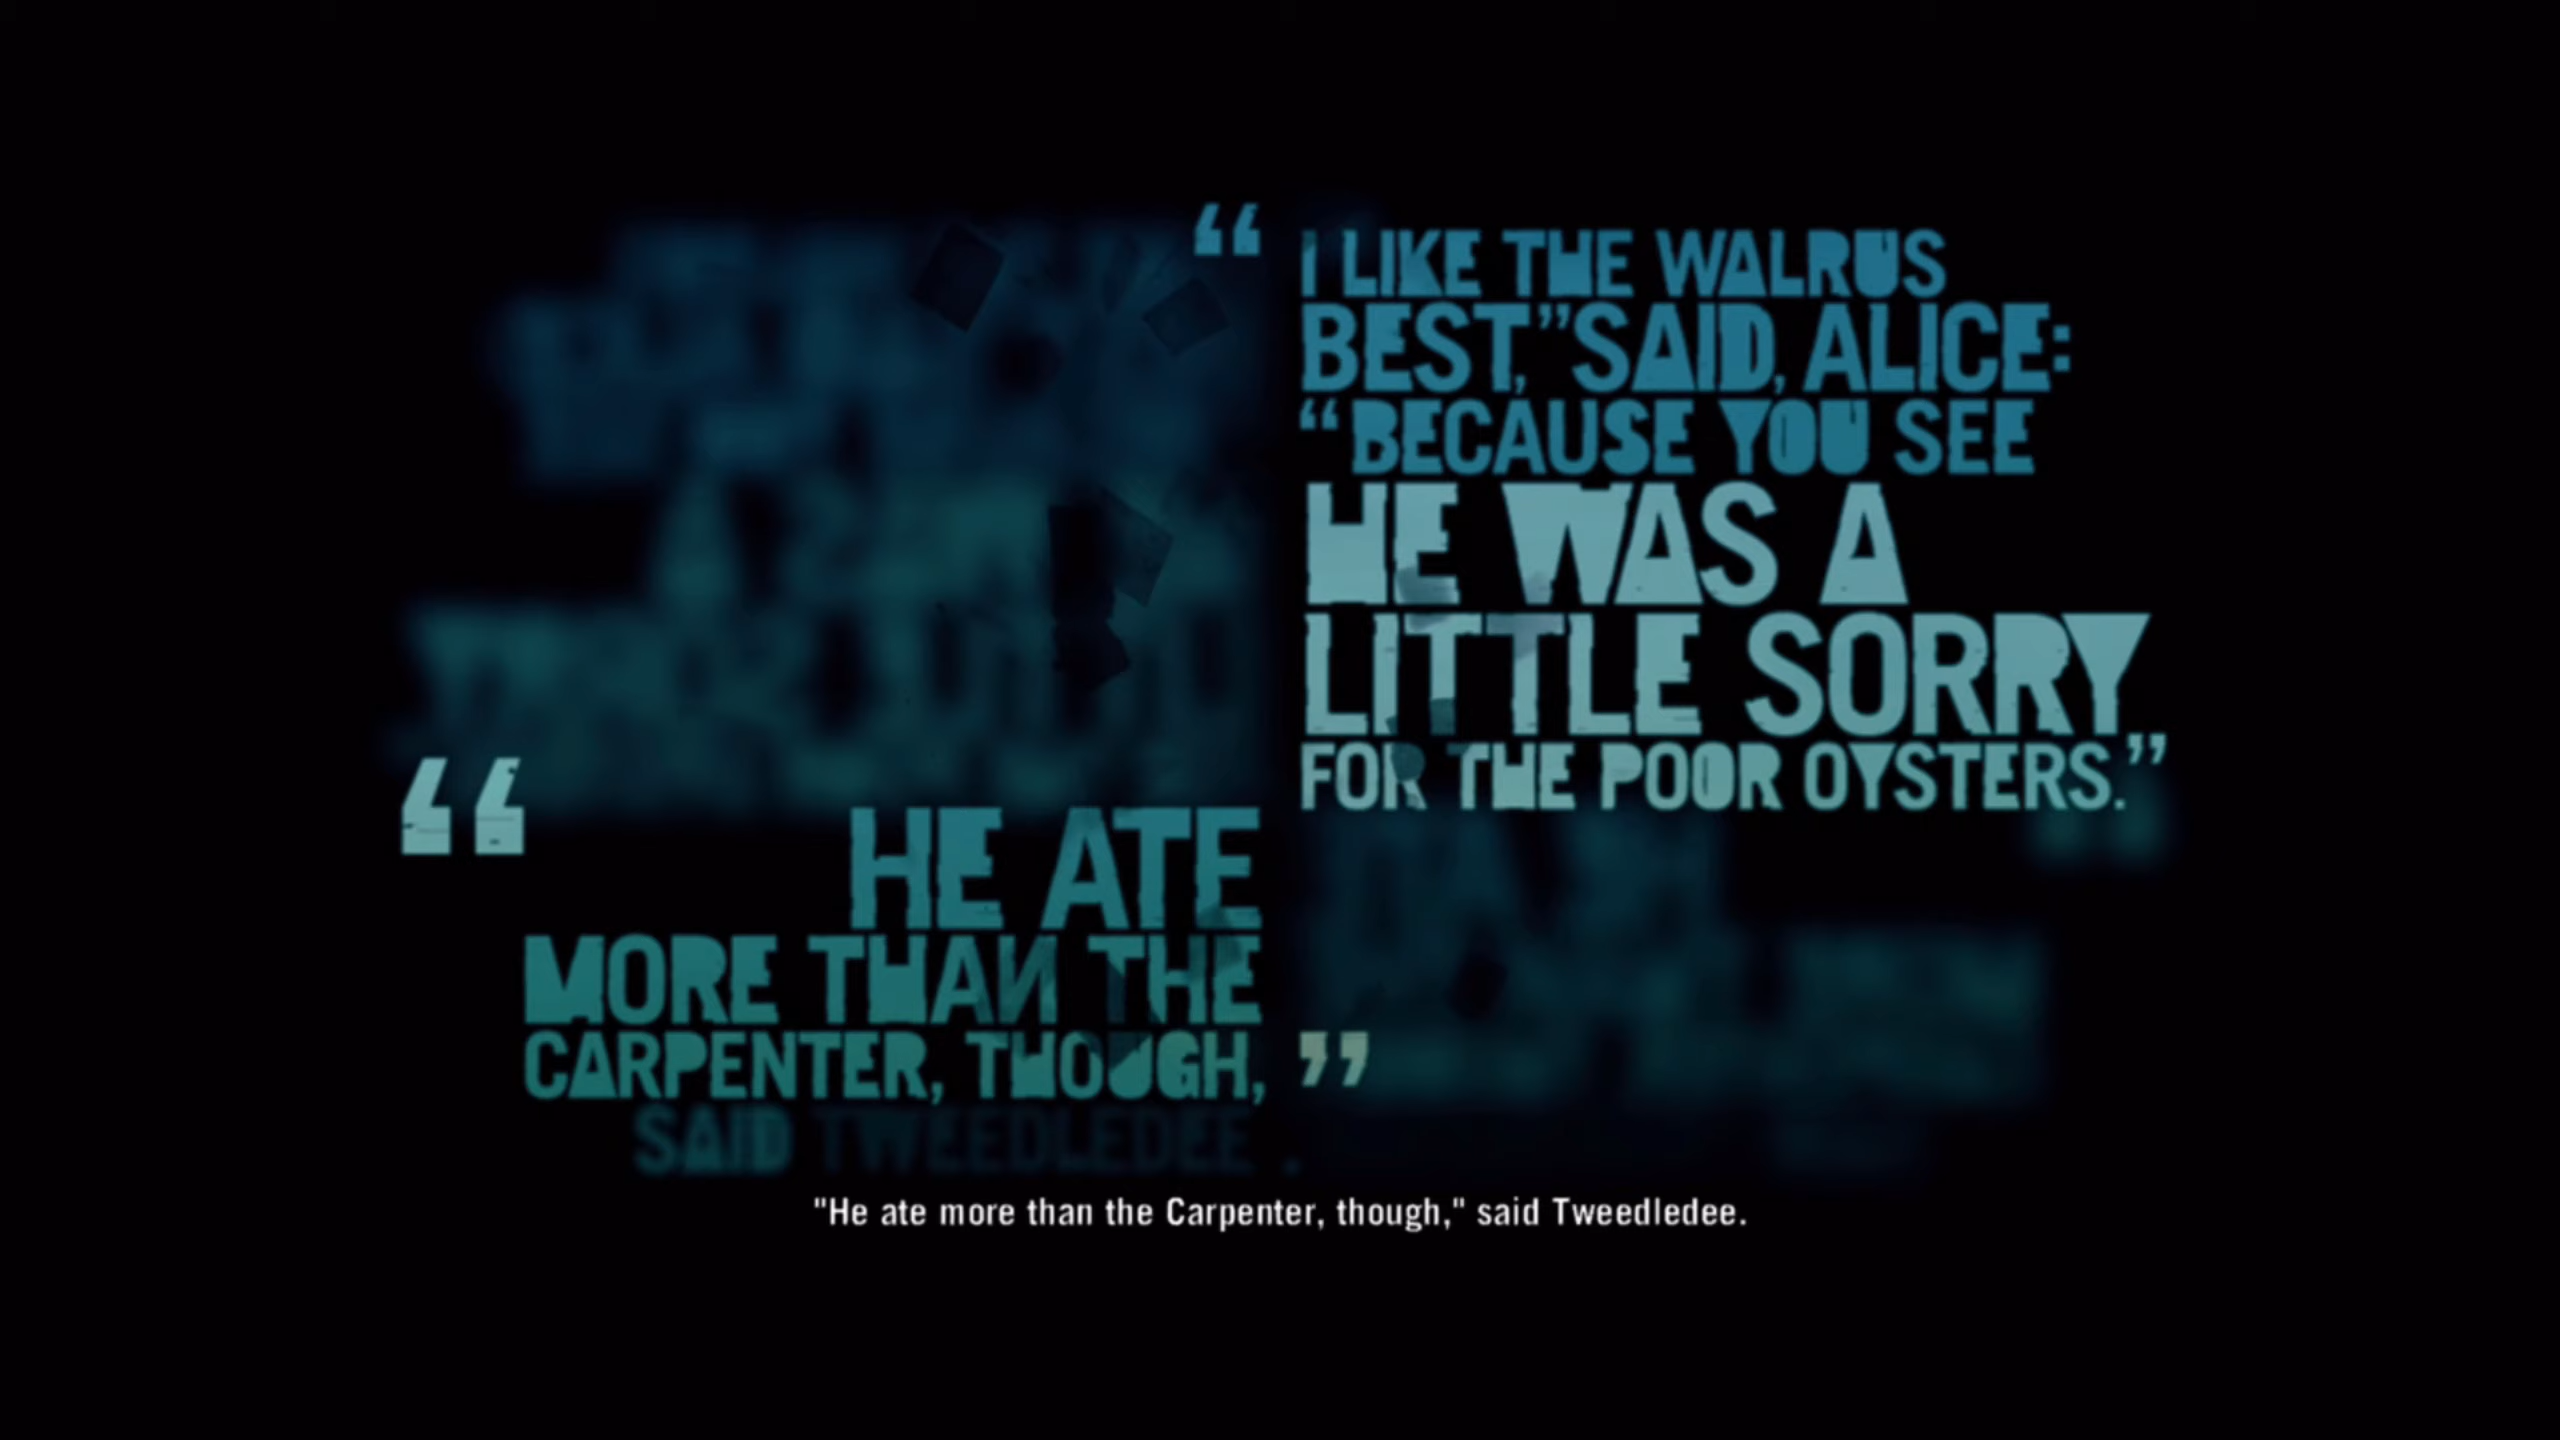 “ I LIKE THE WALRUS
BEST,” SAID, ALICE:
“BECAUSE YOU SEE
HE WAS A
LITTLE SORRY
FOR THE POOR OYSTERS.”
“ HE ATE
MORE THAN THE
CARPENTER, THOUGH, ”
SAID TWEEDLEDEE .
"He ate more than the Carpenter, though," said Tweedledee.